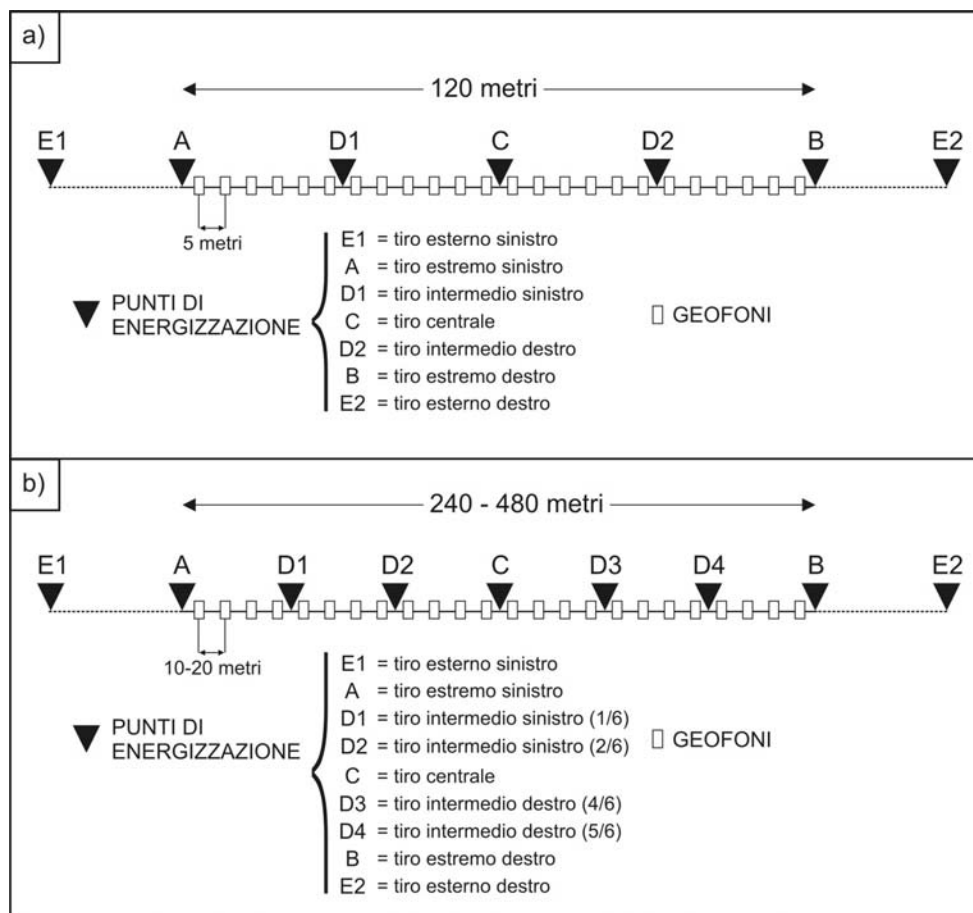 a)
120 metri
E1 A D1 C D2 B E2
5 metri
E1 = tiro esterno sinistro
A = tiro estremo sinistro
D1 = tiro intermedio sinistro
C = tiro centrale
D2 = tiro intermedio destro
B = tiro estremo destro
E2 = tiro esterno destro
PUNTI DI
ENERGIZZAZIONE
GEOFONI
b)
240 - 480 metri
E1 A D1 D2 C D3 D4 B E2
10-20 metri
E1 = tiro esterno sinistro
A = tiro estremo sinistro
D1 = tiro intermedio sinistro (1/6)
D2 = tiro intermedio sinistro (2/6)
C = tiro centrale
D3 = tiro intermedio destro (4/6)
D4 = tiro intermedio destro (5/6)
B = tiro estremo destro
E2 = tiro esterno destro
PUNTI DI
ENERGIZZAZIONE
GEOFONI